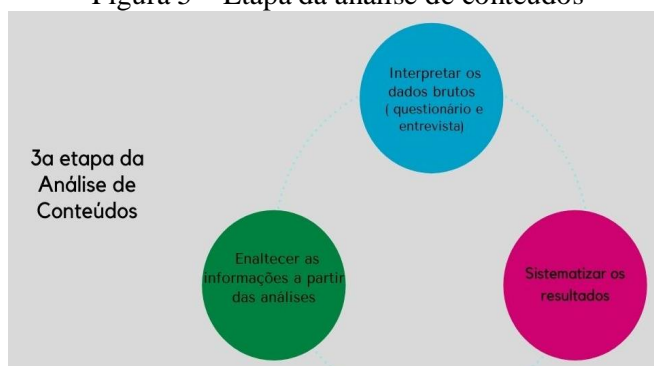 Figura 3 – Etapa da análise de conteúdos
Interpretar os
dados brutos
( questionário e
entrevista)
3a etapa da
Análise de
Conteúdos
Enaltecer as
informações a partir
das análises
Sistematizar os
resultados